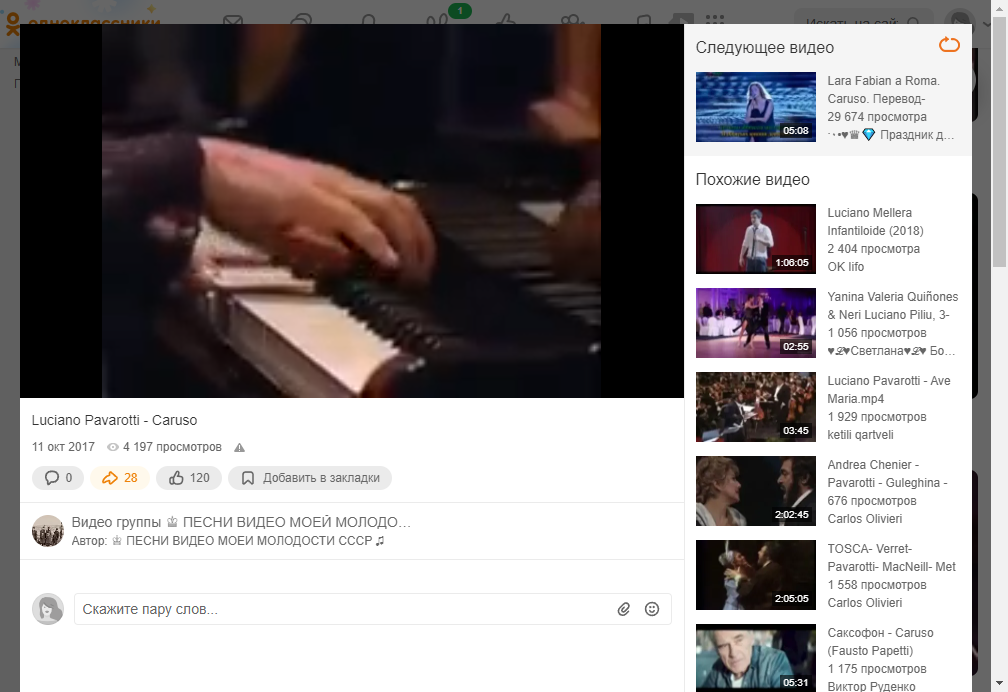 одноклассники
1
Искать на сай
Следующее видео
Lara Fabian a Roma.
Caruso. Перевод-
29 674 просмотра
Праздник д…
05:08
Похожие видео
Luciano Mellera
Infantiloide (2018)
2 404 просмотра
OK lifo
1:06:05
Yanina Valeria Quiñones
& Neri Luciano Piliu, 3-
1 056 просмотров
♥ℒ♥Светлана♥ℒ♥ Бо…
02:55
Luciano Pavarotti - Ave
Maria.mp4
1 929 просмотров
ketili qartveli
03:45
Andrea Chenier -
Pavarotti - Guleghina -
676 просмотров
Carlos Olivieri
2:02:45
TOSCA- Verret-
Pavarotti- MacNeill- Met
1 558 просмотров
Carlos Olivieri
2:05:05
Саксофон - Caruso
(Fausto Papetti)
1 175 просмотров
Виктор Руденко
05:31
Luciano Pavarotti - Caruso
11 окт 2017 4 197 просмотров
0 28 120 Добавить в закладки
Видео группы ♔ ПЕСНИ ВИДЕО МОЕЙ МОЛОДО…
Автор: ♔ ПЕСНИ ВИДЕО МОЕЙ МОЛОДОСТИ СССР ♫
Скажите пару слов...